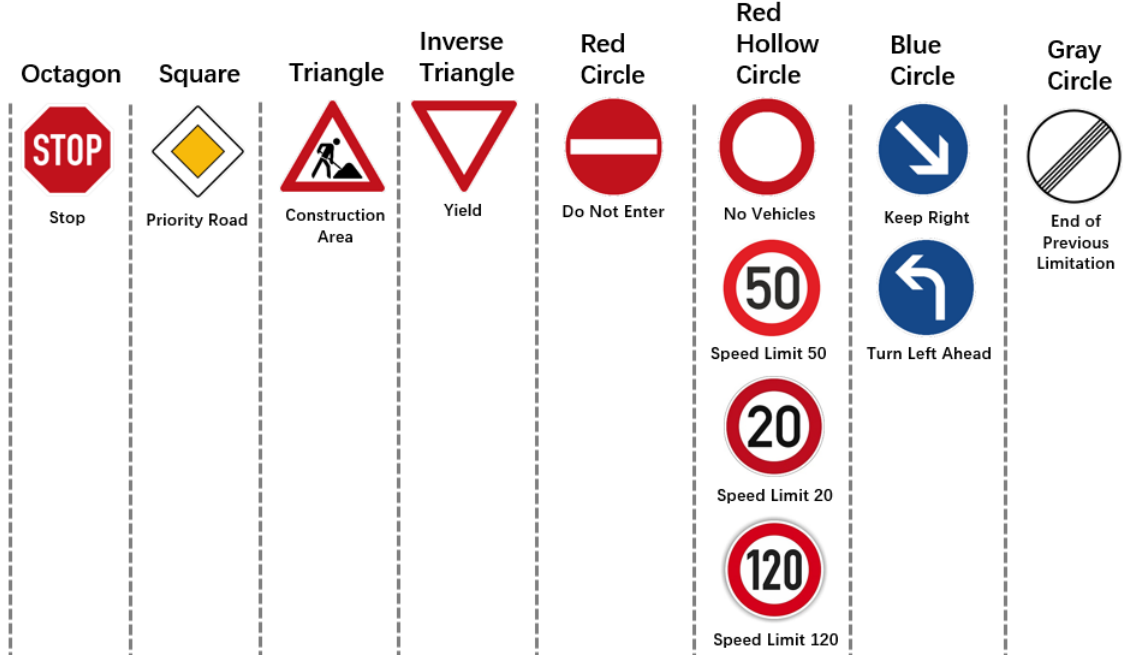 Octagon
Square
Triangle
Inverse
Triangle
Red
Circle
Red
Hollow
Circle
Blue
Circle
Gray
Circle
STOP
Stop
Priority Road
Construction
Area
Yield
Do Not Enter
No Vehicles
Keep Right
End of
Previous
Limitation
50
Speed Limit 50
Turn Left Ahead
20
Speed Limit 20
120
Speed Limit 120